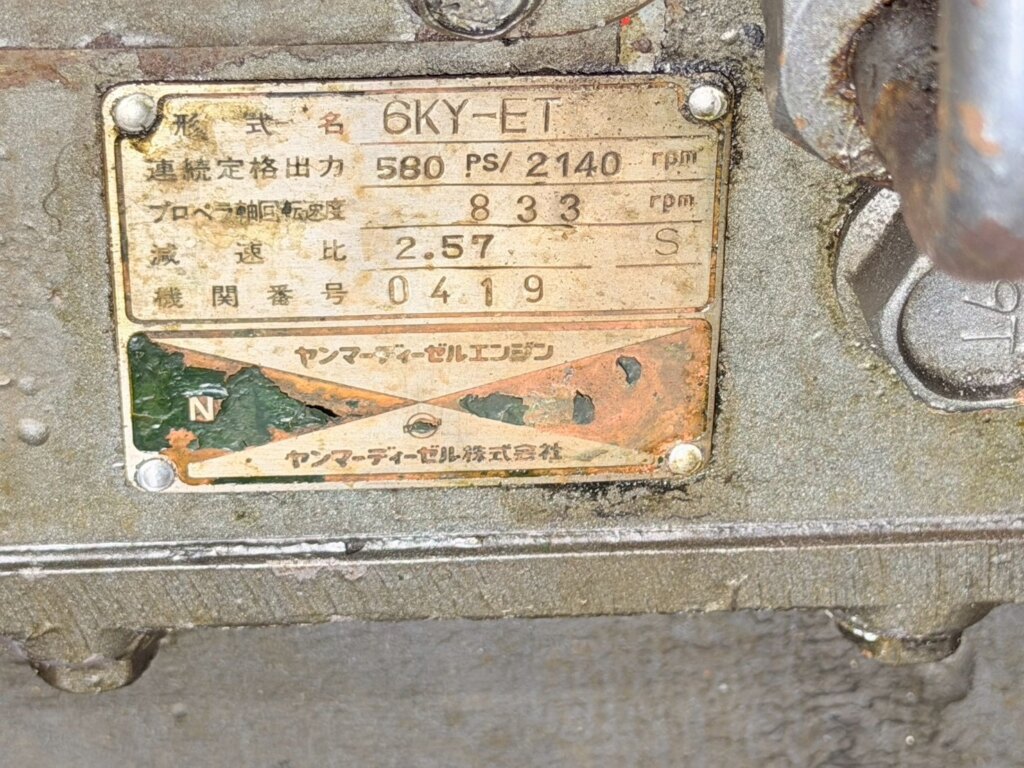 形式名 6KY-ET
連続定格出力 580 PS/ 2140 rpm
プロペラ軸回転速度 833 rpm
減速比 2.57 S
機関番号 0419
ヤンマーディーゼルエンジン
N
ヤンマーディーゼル株式会社